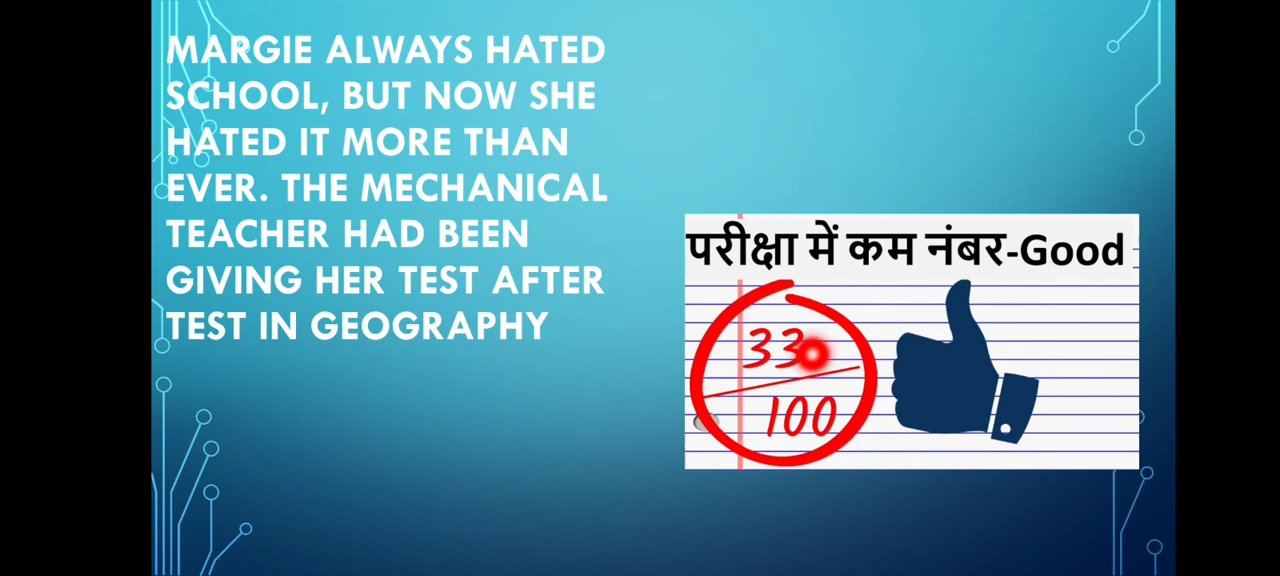 MARGIE ALWAYS HATED
SCHOOL, BUT NOW SHE
HATED IT MORE THAN
EVER. THE MECHANICAL
TEACHER HAD BEEN
GIVING HER TEST AFTER
TEST IN GEOGRAPHY
परीक्षा में कम नंबर-Good
33
100